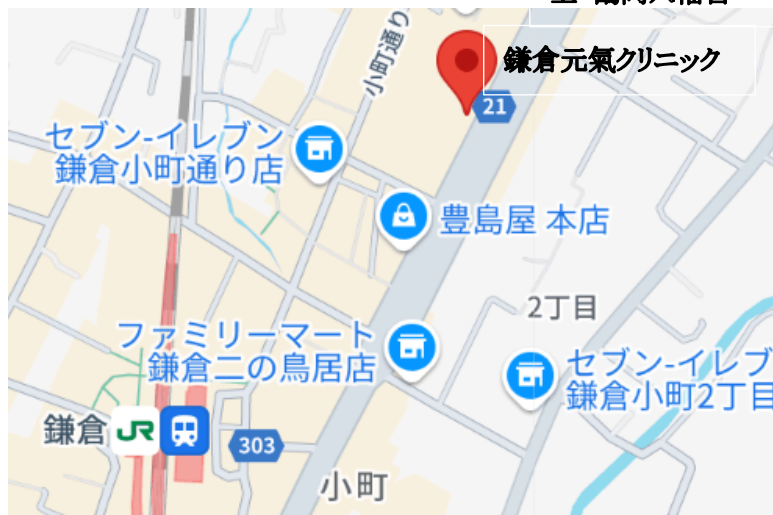 鎌倉元氣クリニック
小町通り
21
セブン-イレブン
鎌倉小町通り店
豊島屋 本店
2丁目
ファミリーマート
鎌倉二の鳥居店
セブン-イレブ
鎌倉小町2丁目
鎌倉
JR
303
小町